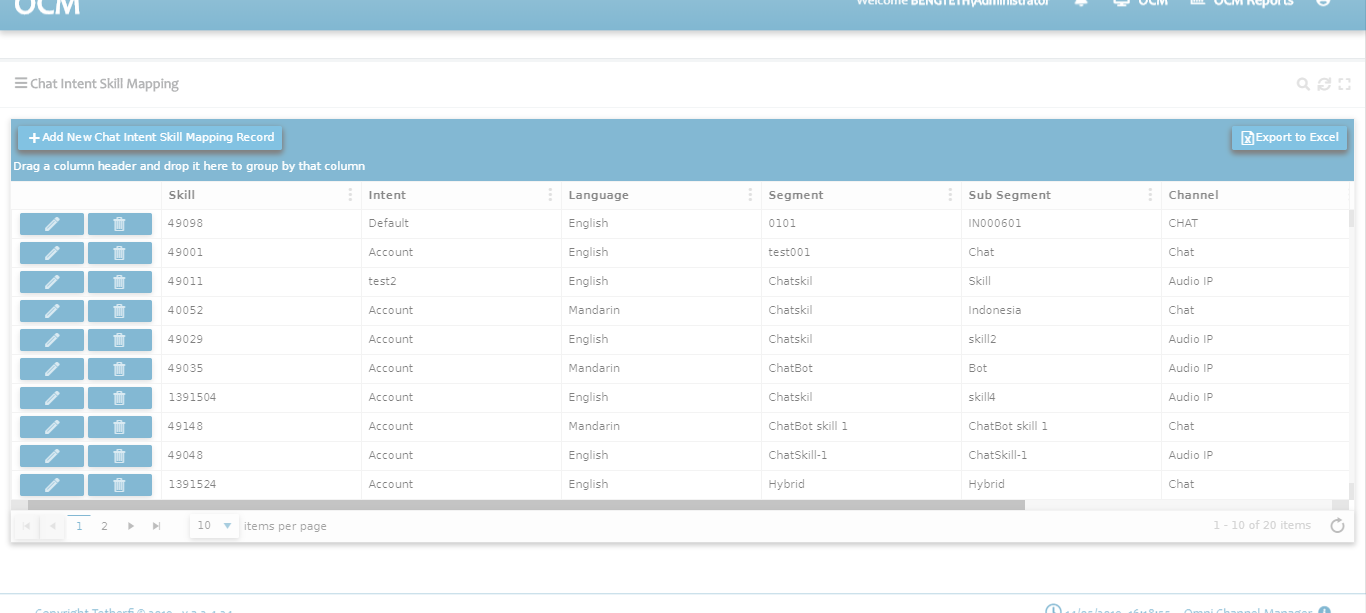 OCM Welcome BENGTETH\Administrator OCM OCM Reports
Chat Intent Skill Mapping
Add New Chat Intent Skill Mapping Record Export to Excel
Drag a column header and drop it here to group by that column
Skill Intent Language Segment Sub Segment Channel
49098 Default English 0101 IN000601 CHAT
49001 Account English test001 Chat Chat
49011 test2 English Chatskil Skill Audio IP
40052 Account Mandarin Chatskil Indonesia Chat
49029 Account English Chatskil skill2 Audio IP
49035 Account Mandarin ChatBot Bot Audio IP
1391504 Account English Chatskil skill4 Audio IP
49148 Account Mandarin ChatBot skill 1 ChatBot skill 1 Chat
49048 Account English ChatSkill-1 ChatSkill-1 Audio IP
1391524 Account English Hybrid Hybrid Chat
1 2 10 items per page 1 - 10 of 20 items
Copyright Tetherfi © 2019 Omni Channel Manager